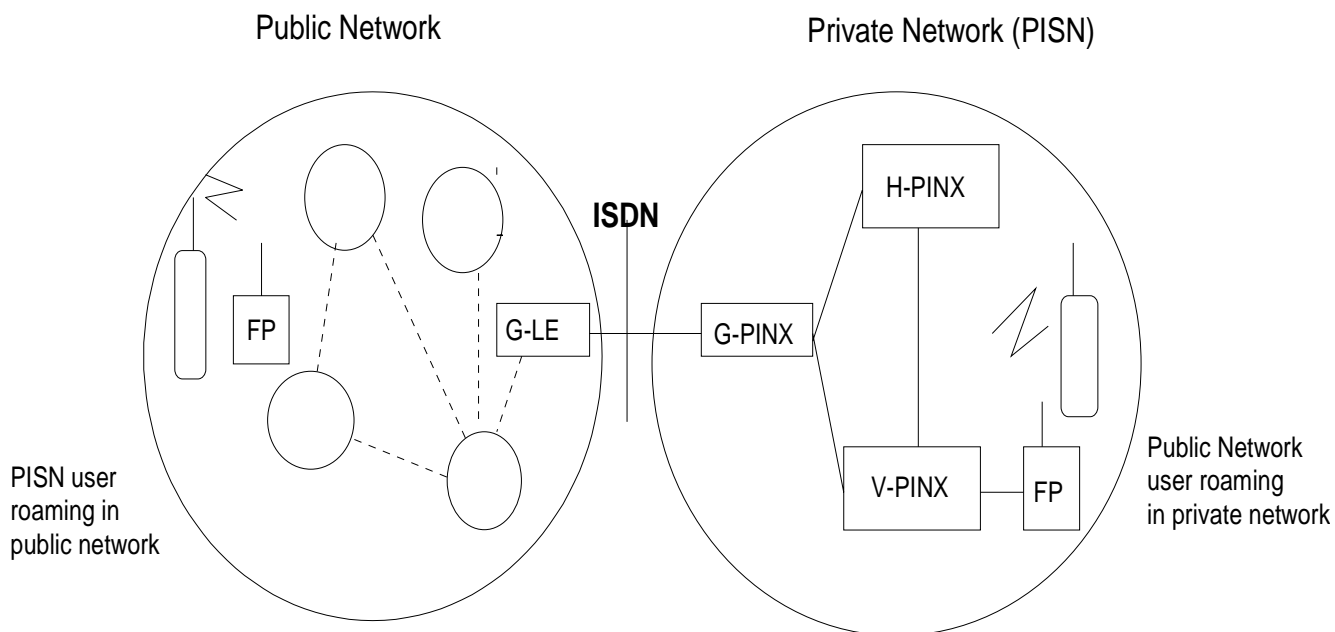 Public Network
Private Network (PISN)
H-PINX
ISDN
FP
G-LE
G-PINX
PISN user
roaming in
public network
V-PINX
FP
Public Network
user roaming
in private network